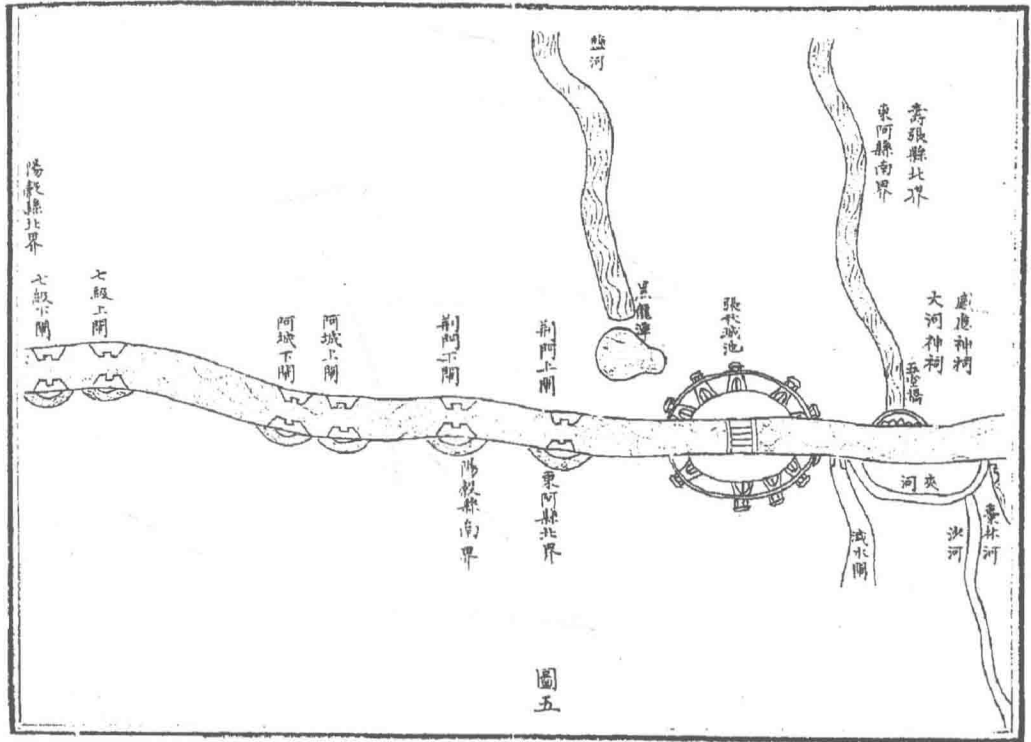 壽張縣北界
東阿縣南界
感應神祠
大河神祠
五空橋
鹽河
黑龍潭
張秋城池
荆門上閘
荆門下閘
阿城上閘
阿城下閘
七級上閘
七級下閘
陽穀縣北界
東阿縣北界
陽穀縣南界
夾河
棗林河
沙河
減水閘
圖五